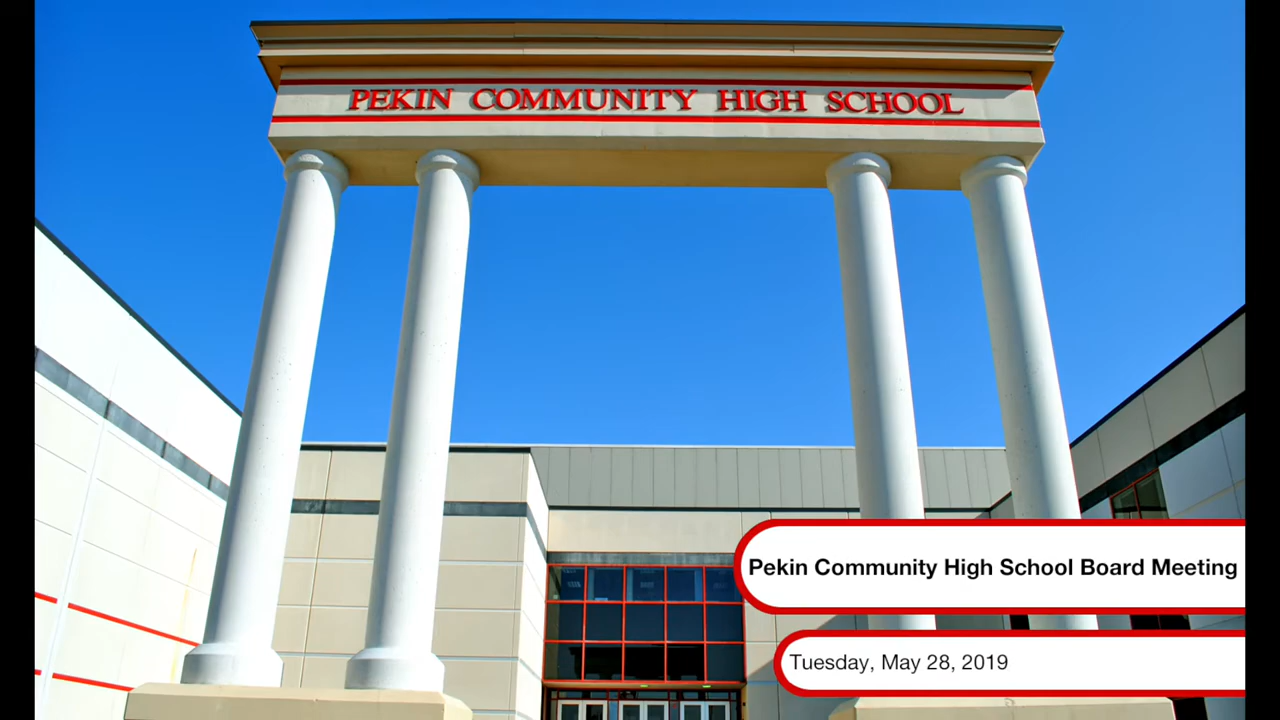 PEKIN COMMUNITY HIGH SCHOOL
Pekin Community High School Board Meeting
Tuesday, May 28, 2019